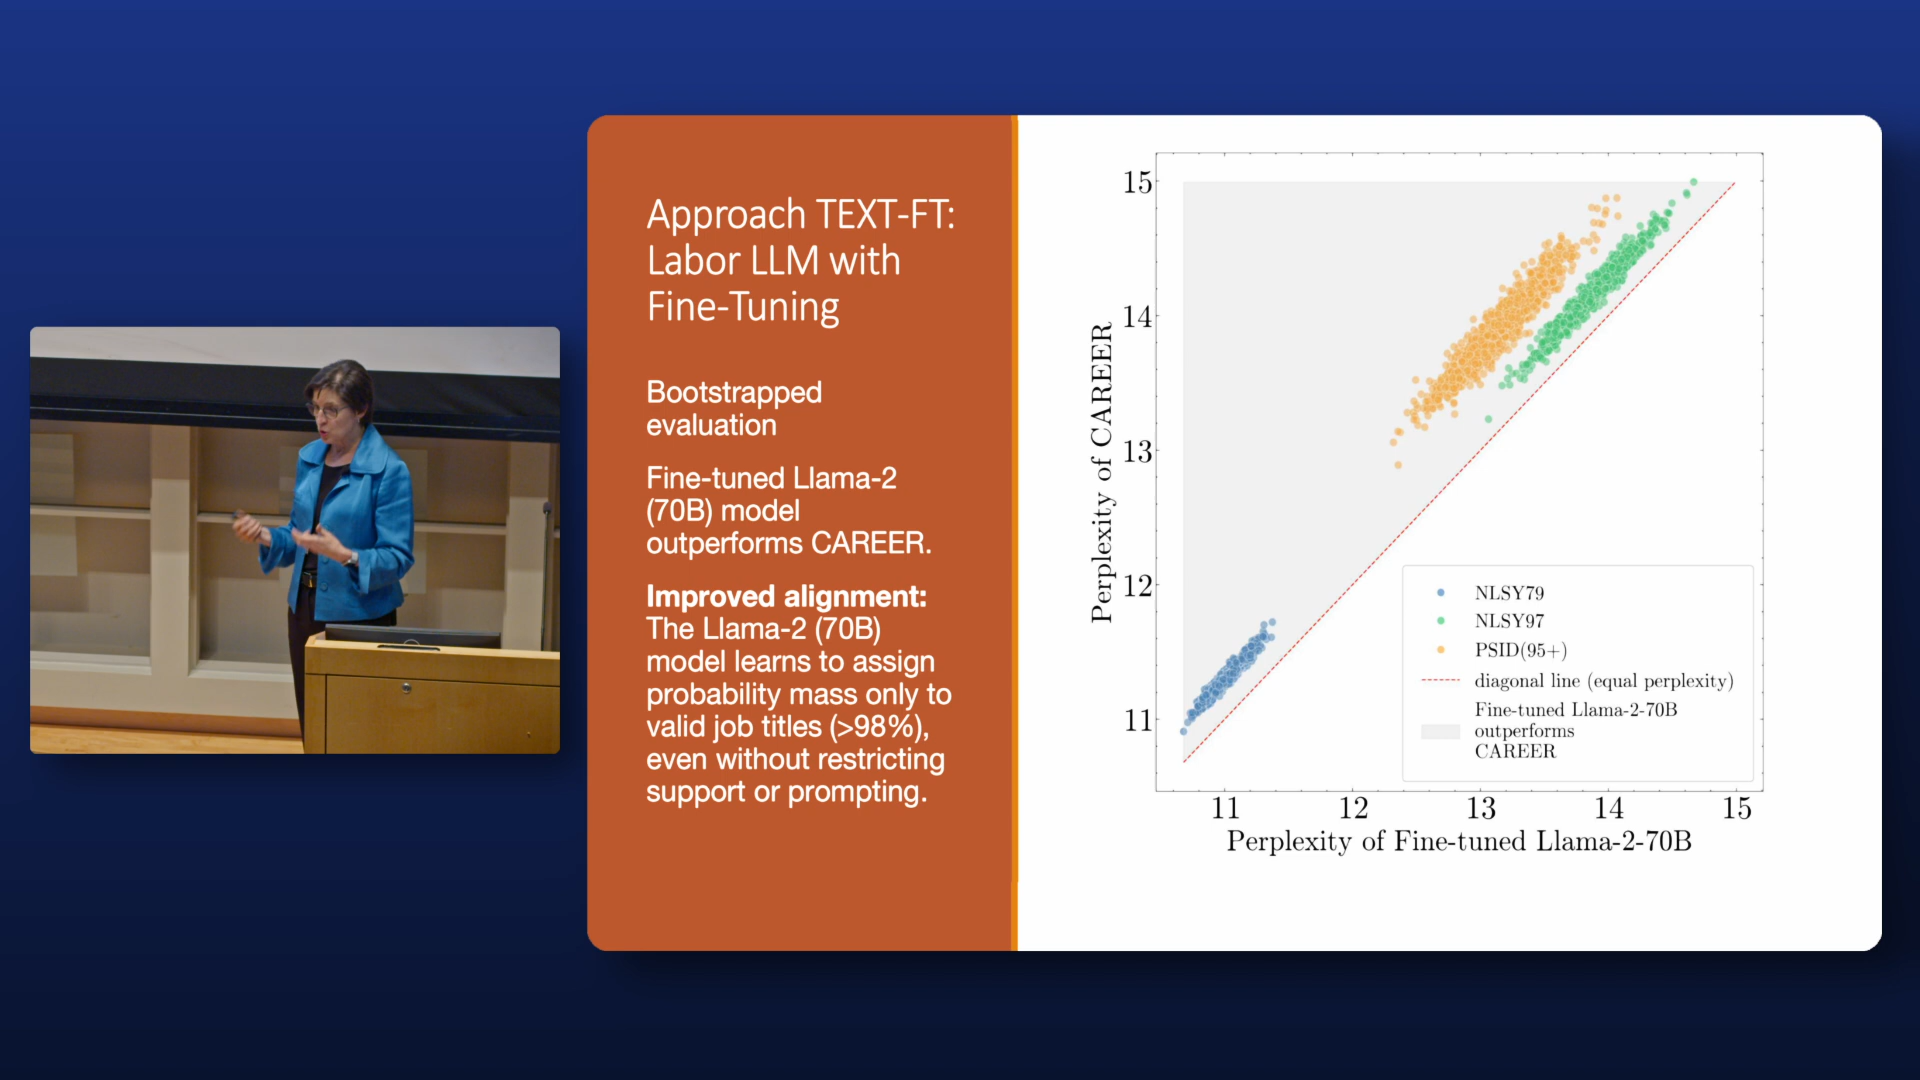 Approach TEXT-FT:
Labor LLM with
Fine-Tuning
Bootstrapped
evaluation
Fine-tuned Llama-2
(70B) model
outperforms CAREER.
Improved alignment:
The Llama-2 (70B)
model learns to assign
probability mass only to
valid job titles (>98%),
even without restricting
support or prompting.
Perplexity of CAREER
15
14
13
12
11
NLSY79
NLSY97
PSID(95+)
diagonal line (equal perplexity)
Fine-tuned Llama-2-70B
outperforms
CAREER
11 12 13 14 15
Perplexity of Fine-tuned Llama-2-70B